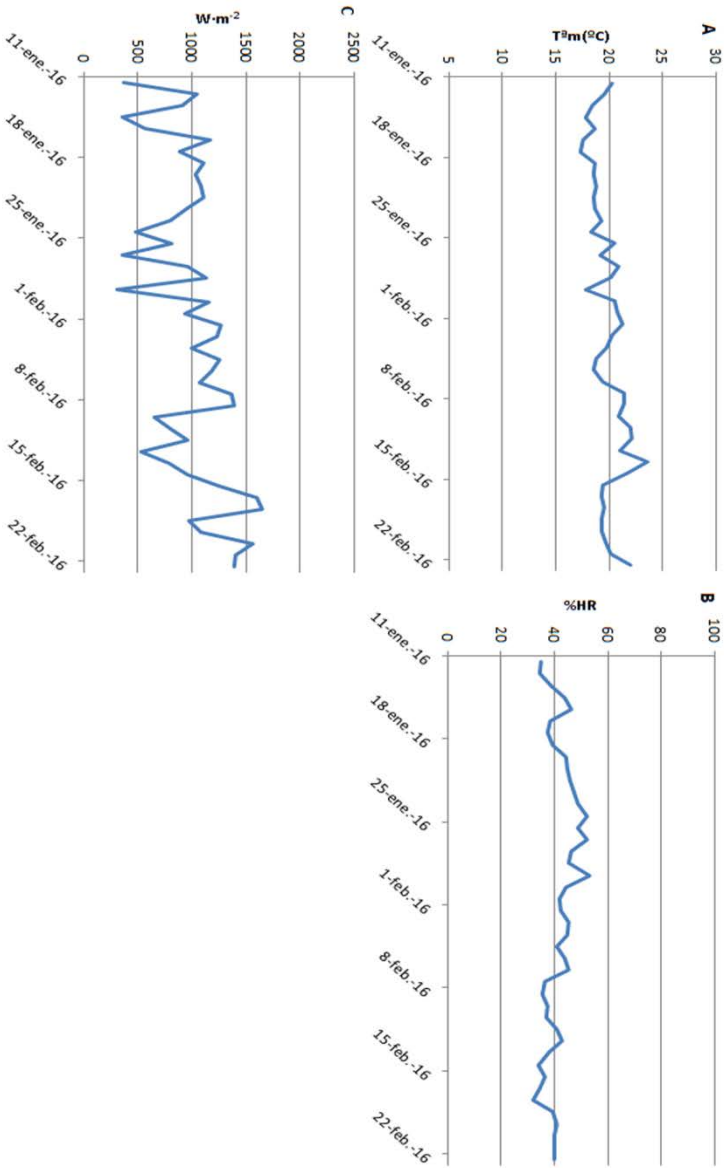 A
Tªm(ºC)
30
25
20
15
10
5
11-ene.-16
18-ene.-16
25-ene.-16
1-feb.-16
8-feb.-16
15-feb.-16
22-feb.-16
B
%HR
100
80
60
40
20
0
11-ene.-16
18-ene.-16
25-ene.-16
1-feb.-16
8-feb.-16
15-feb.-16
22-feb.-16
C
W·m-2
2500
2000
1500
1000
500
0
11-ene.-16
18-ene.-16
25-ene.-16
1-feb.-16
8-feb.-16
15-feb.-16
22-feb.-16